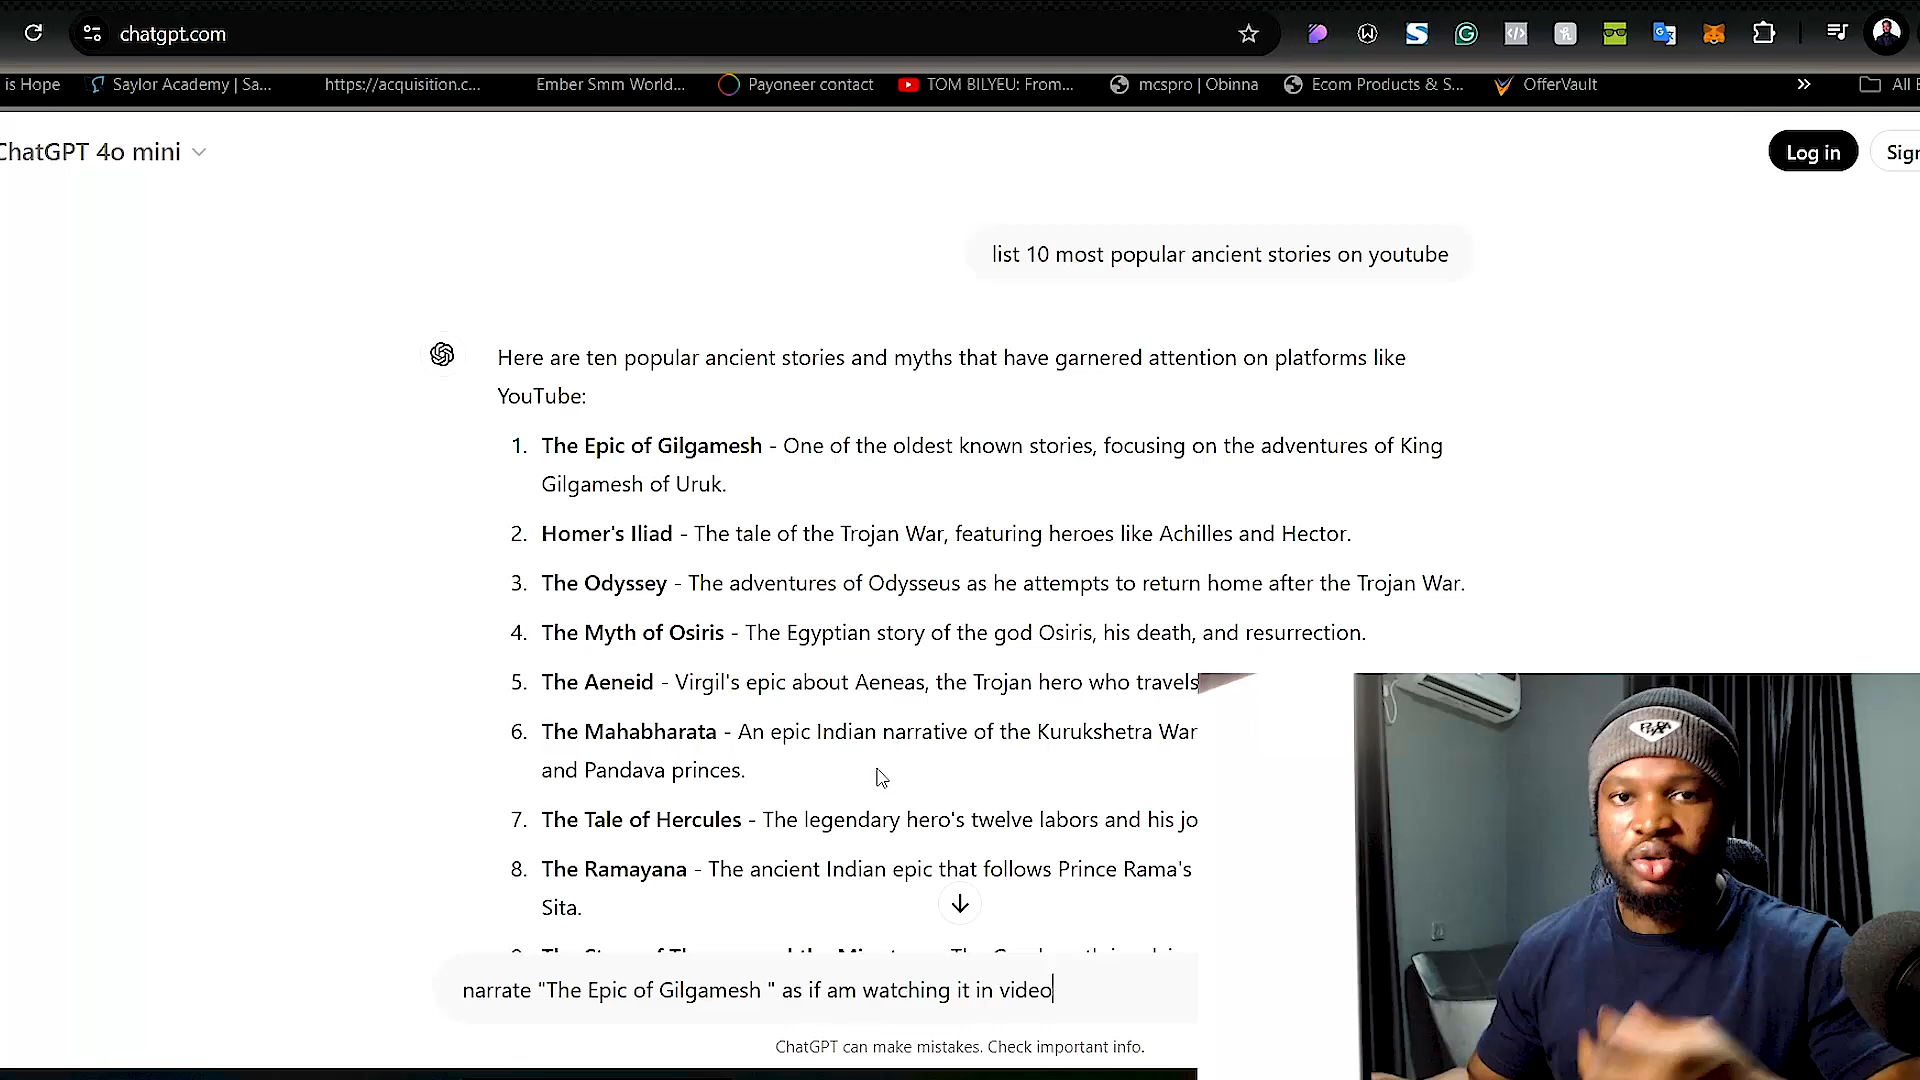 chatgpt.com
is Hope
Saylor Academy | Sa...
https://acquisition.c...
Ember Smm World...
Payoneer contact
TOM BILYEU: From...
mcspro | Obinna
Ecom Products & S...
OfferVault
»
All
ChatGPT 4o mini
Log in
Sign
list 10 most popular ancient stories on youtube
Here are ten popular ancient stories and myths that have garnered attention on platforms like
YouTube:
1. The Epic of Gilgamesh - One of the oldest known stories, focusing on the adventures of King
Gilgamesh of Uruk.
2. Homer's Iliad - The tale of the Trojan War, featuring heroes like Achilles and Hector.
3. The Odyssey - The adventures of Odysseus as he attempts to return home after the Trojan War.
4. The Myth of Osiris - The Egyptian story of the god Osiris, his death, and resurrection.
5. The Aeneid - Virgil's epic about Aeneas, the Trojan hero who travels
6. The Mahabharata - An epic Indian narrative of the Kurukshetra War
and Pandava princes.
7. The Tale of Hercules - The legendary hero's twelve labors and his jo
8. The Ramayana - The ancient Indian epic that follows Prince Rama's
Sita.
narrate "The Epic of Gilgamesh " as if am watching it in video
ChatGPT can make mistakes. Check important info.